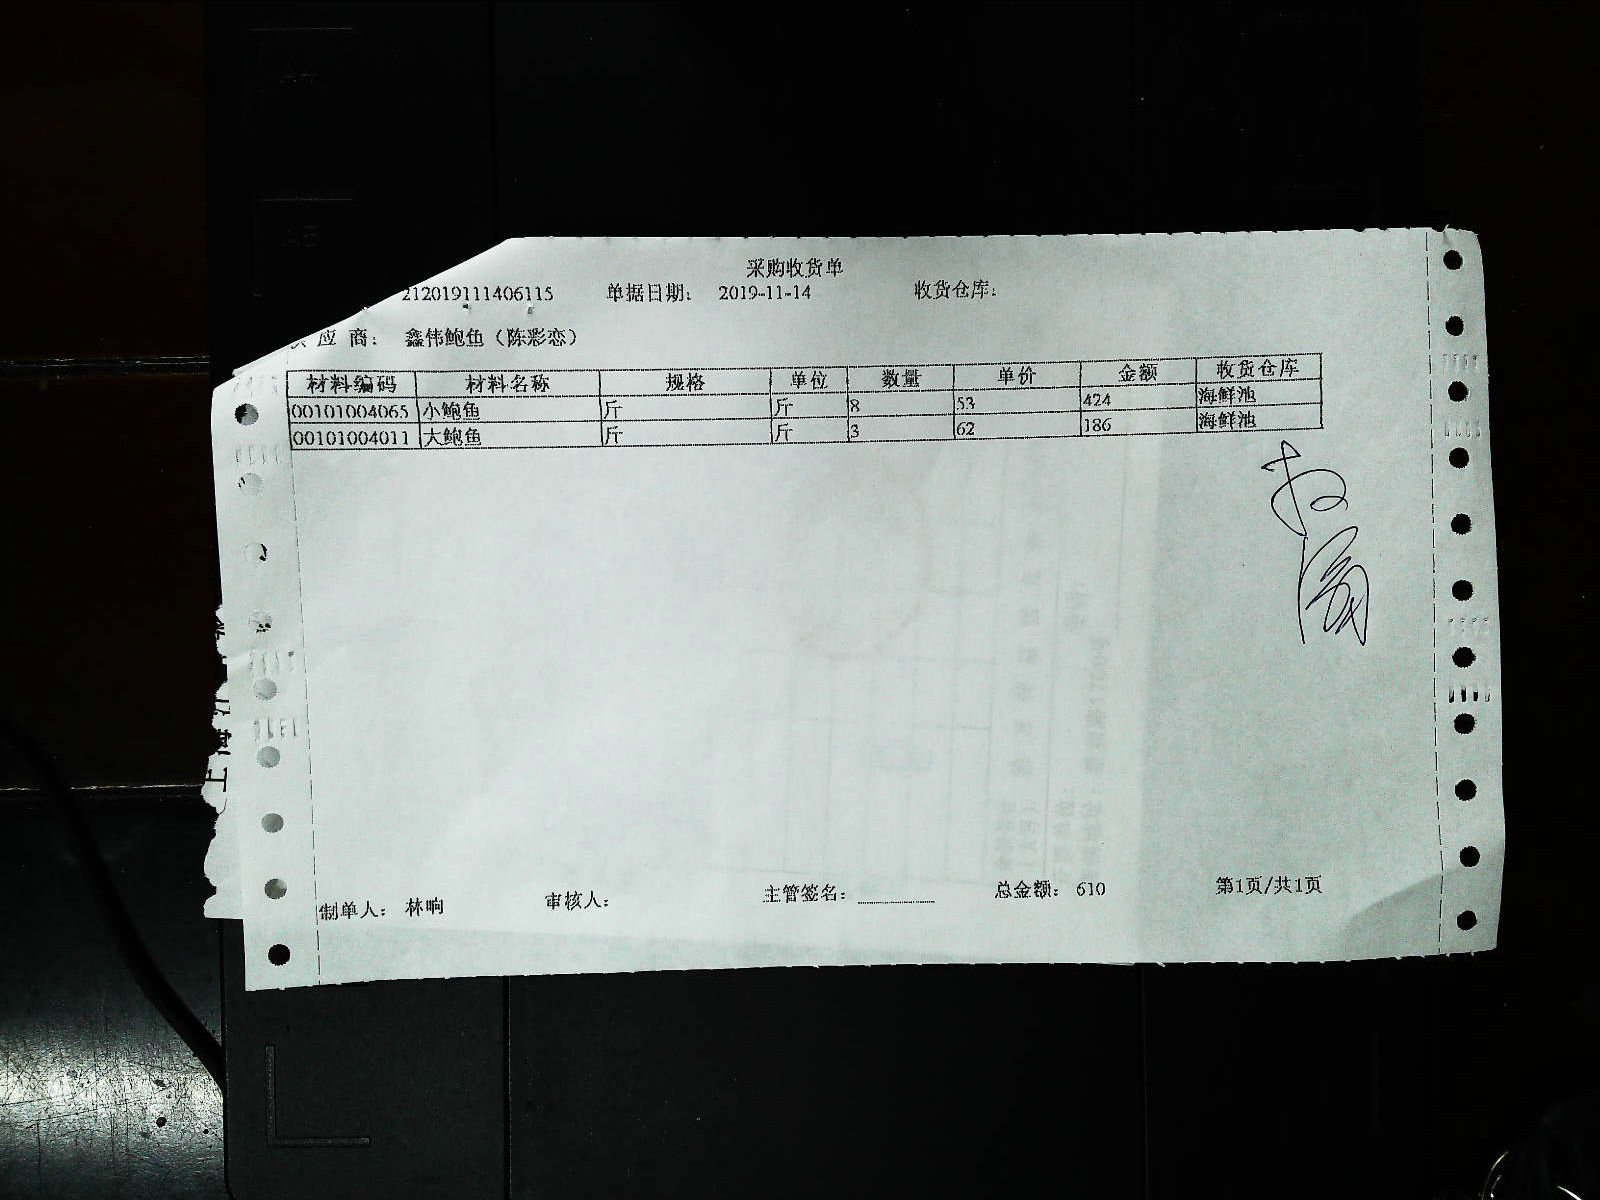 采购收货单
212019111406115 单据日期: 2019-11-14 收货仓库:
应 商: 鑫伟鲍鱼（陈彩恋）
材料编码 材料名称 规格 单位 数量 单价 金额 收货仓库
00101004065 小鲍鱼 斤 斤 8 53 424 海鲜池
00101004011 大鲍鱼 斤 斤 3 62 186 海鲜池
制单人: 林响 审核人: 主管签名: 总金额: 610 第1页/共1页